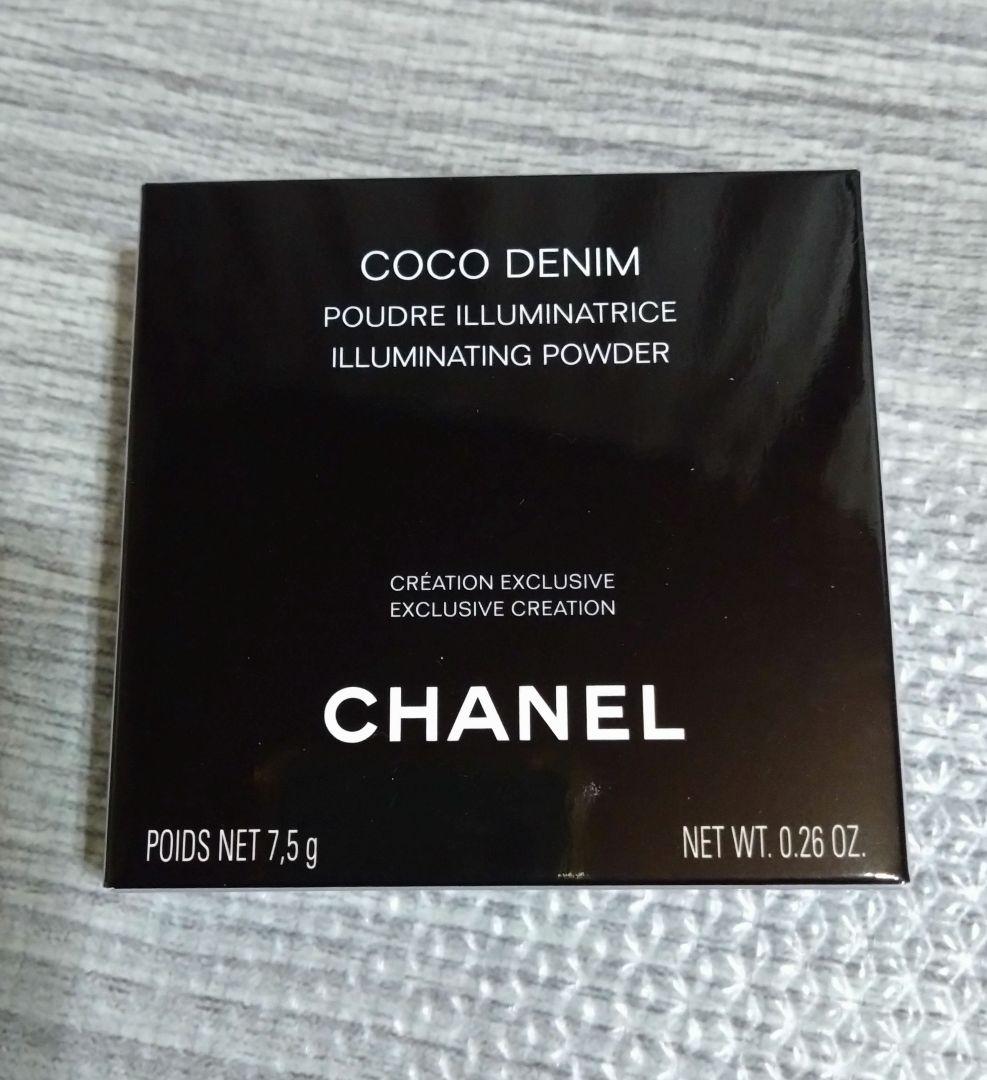 COCO DENIM
POUDRE ILLUMINATRICE
ILLUMINATING POWDER
CRÉATION EXCLUSIVE
EXCLUSIVE CREATION
CHANEL
POIDS NET 7,5 g
NET WT. 0.26 OZ.